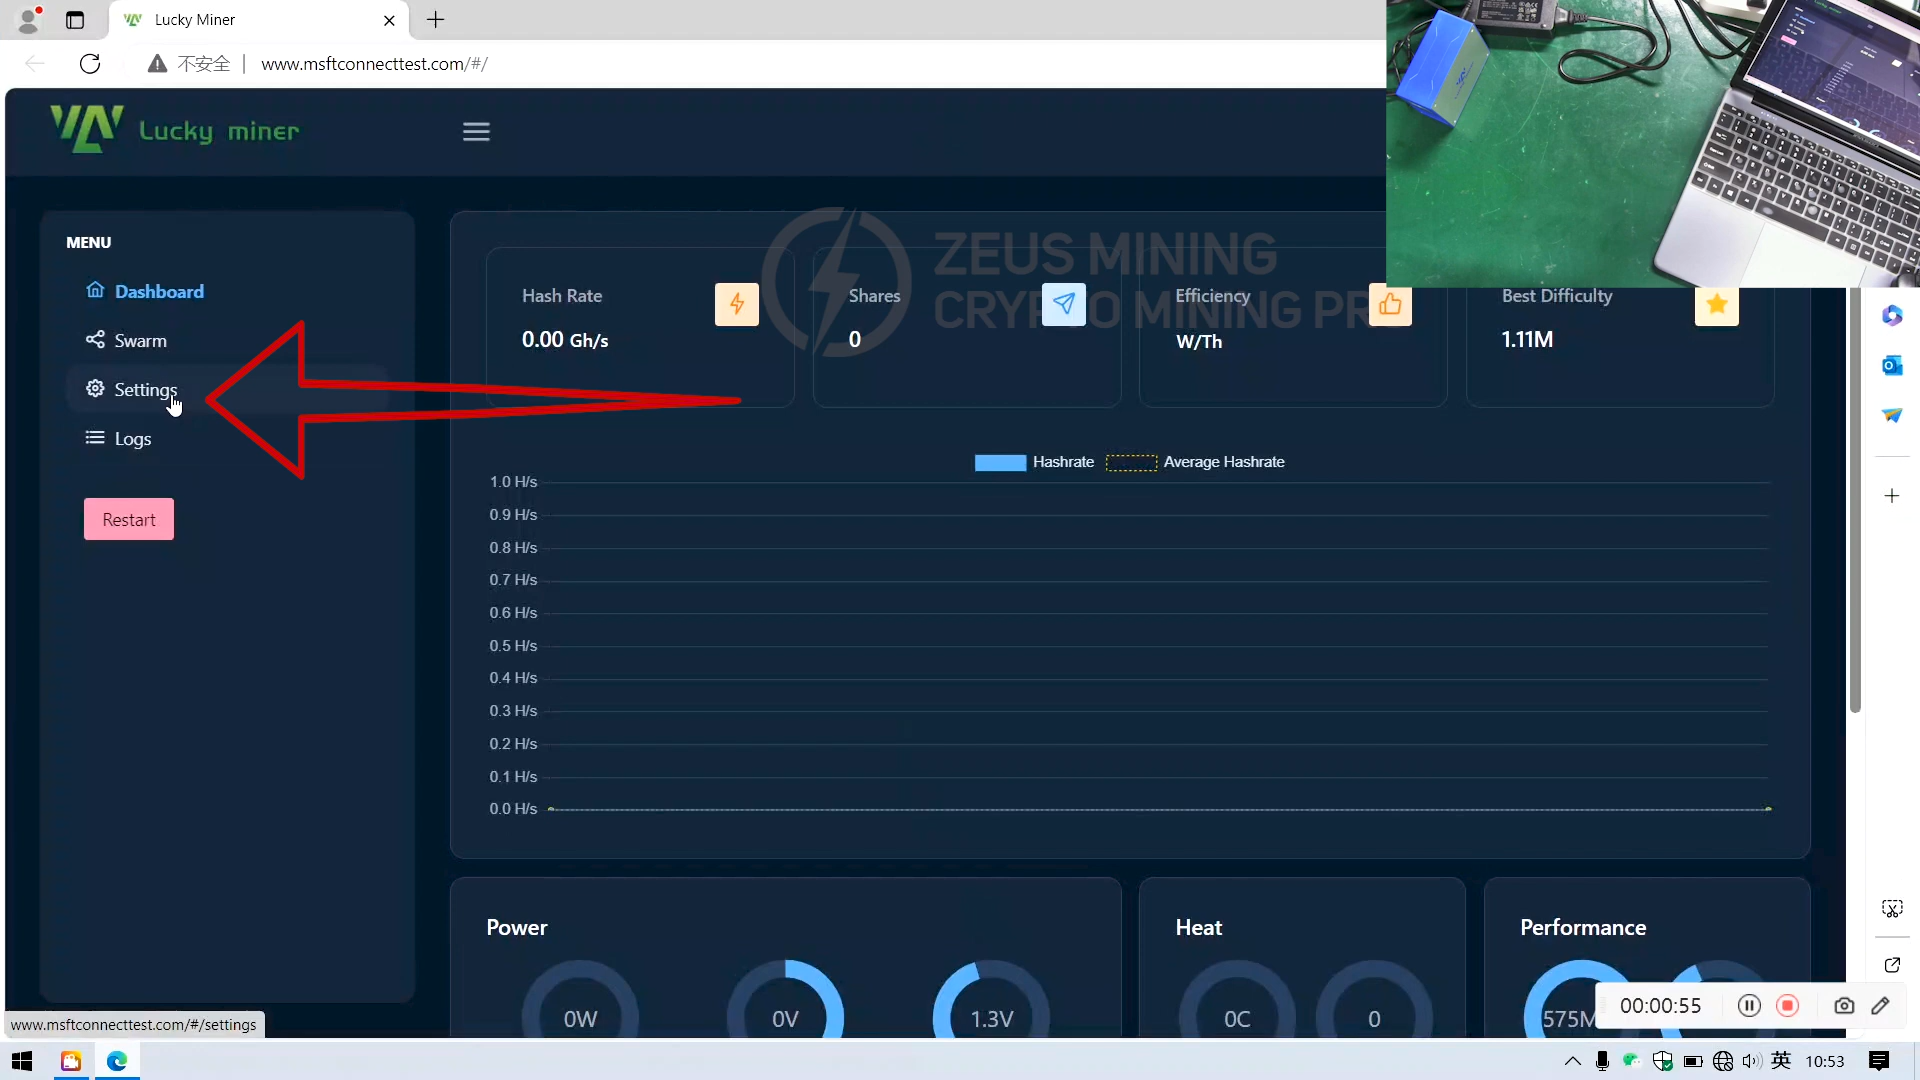 Lucky Miner
不安全
www.msftconnecttest.com/#/
Lucky miner
MENU
Dashboard
Swarm
Settings
Logs
Restart
ZEUS MINING
CRYPTO MINING PR
Hash Rate
0.00 Gh/s
Shares
0
Efficiency
W/Th
Best Difficulty
1.11M
Hashrate
Average Hashrate
1.0 H/s
0.9 H/s
0.8 H/s
0.7 H/s
0.6 H/s
0.5 H/s
0.4 H/s
0.3 H/s
0.2 H/s
0.1 H/s
0.0 H/s
Power
0W
0V
1.3V
Heat
0C
0
Performance
575M
00:00:55
www.msftconnecttest.com/#/settings
英
10:53